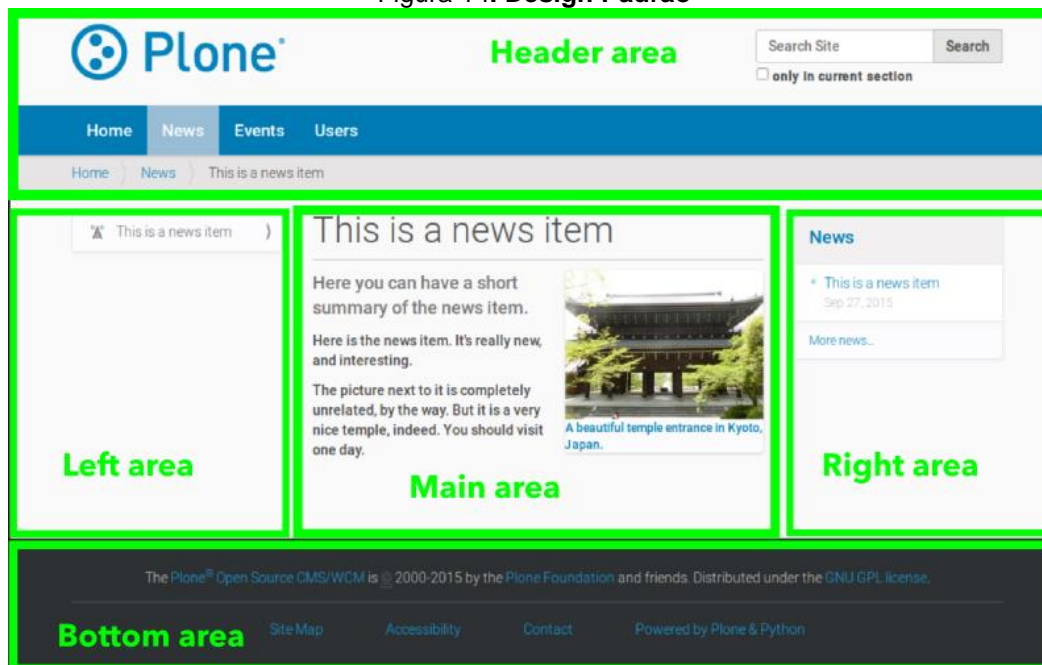 Figura 14. Design Padrão
Plone®
Header area
Search Site
Search
only in current section
Home News Events Users
Home News This is a news item
This is a news item
Left area
This is a news item
Here you can have a short
summary of the news item.
Here is the news item. It's really new,
and interesting.
The picture next to it is completely
unrelated, by the way. But it is a very
nice temple, indeed. You should visit
one day.
A beautiful temple entrance in Kyoto,
Japan.
Main area
News
This is a news item
Sep 27, 2015
More news...
Right area
The Plone® Open Source CMS/WCM is © 2000-2015 by the Plone Foundation and friends. Distributed under the GNU GPL license.
Bottom area
Site Map Accessibility Contact Powered by Plone & Python